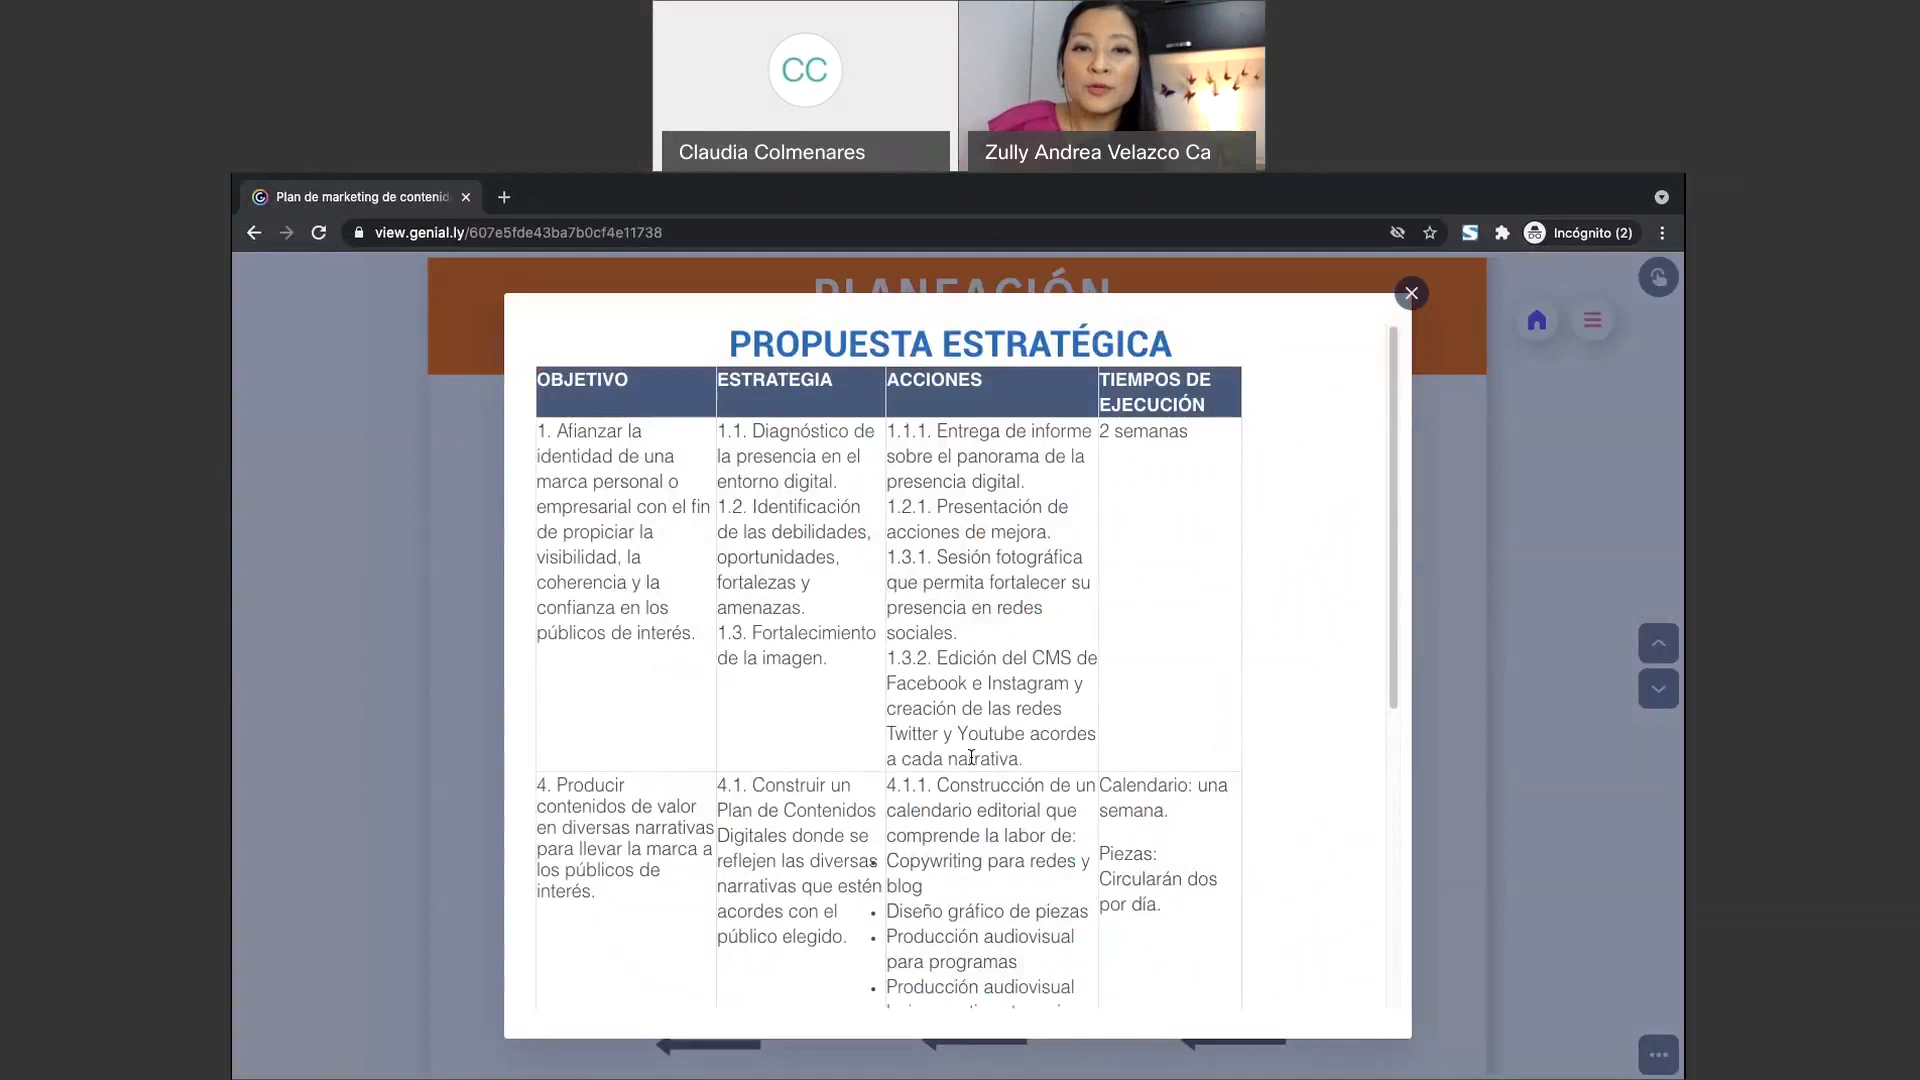 CC
Claudia Colmenares
Zully Andrea Velazco Ca
Plan de marketing de contenid
view.genial.ly/607e5fde43ba7b0cf4e11738
Incógnito (2)
PLANEACIÓN
PROPUESTA ESTRATÉGICA
OBJETIVO
ESTRATEGIA
ACCIONES
TIEMPOS DE
EJECUCIÓN
1. Afianzar la
identidad de una
marca personal o
empresarial con el fin
de propiciar la
visibilidad, la
coherencia y la
confianza en los
públicos de interés.
1.1. Diagnóstico de
la presencia en el
entorno digital.
1.2. Identificación
de las debilidades,
oportunidades,
fortalezas y
amenazas.
1.3. Fortalecimiento
de la imagen.
1.1.1. Entrega de informe
sobre el panorama de la
presencia digital.
1.2.1. Presentación de
acciones de mejora.
1.3.1. Sesión fotográfica
que permita fortalecer su
presencia en redes
sociales.
1.3.2. Edición del CMS de
Facebook e Instagram y
creación de las redes
Twitter y Youtube acordes
a cada narrativa.
2 semanas
4. Producir
contenidos de valor
en diversas narrativas
para llevar la marca a
los públicos de
interés.
4.1. Construir un
Plan de Contenidos
Digitales donde se
reflejen las diversas
narrativas que estén
acordes con el
público elegido.
4.1.1. Construcción de un
calendario editorial que
comprende la labor de:
• Copywriting para redes y
blog
• Diseño gráfico de piezas
• Producción audiovisual
para programas
• Producción audiovisual
Calendario: una
semana.
Piezas:
Circularán dos
por día.